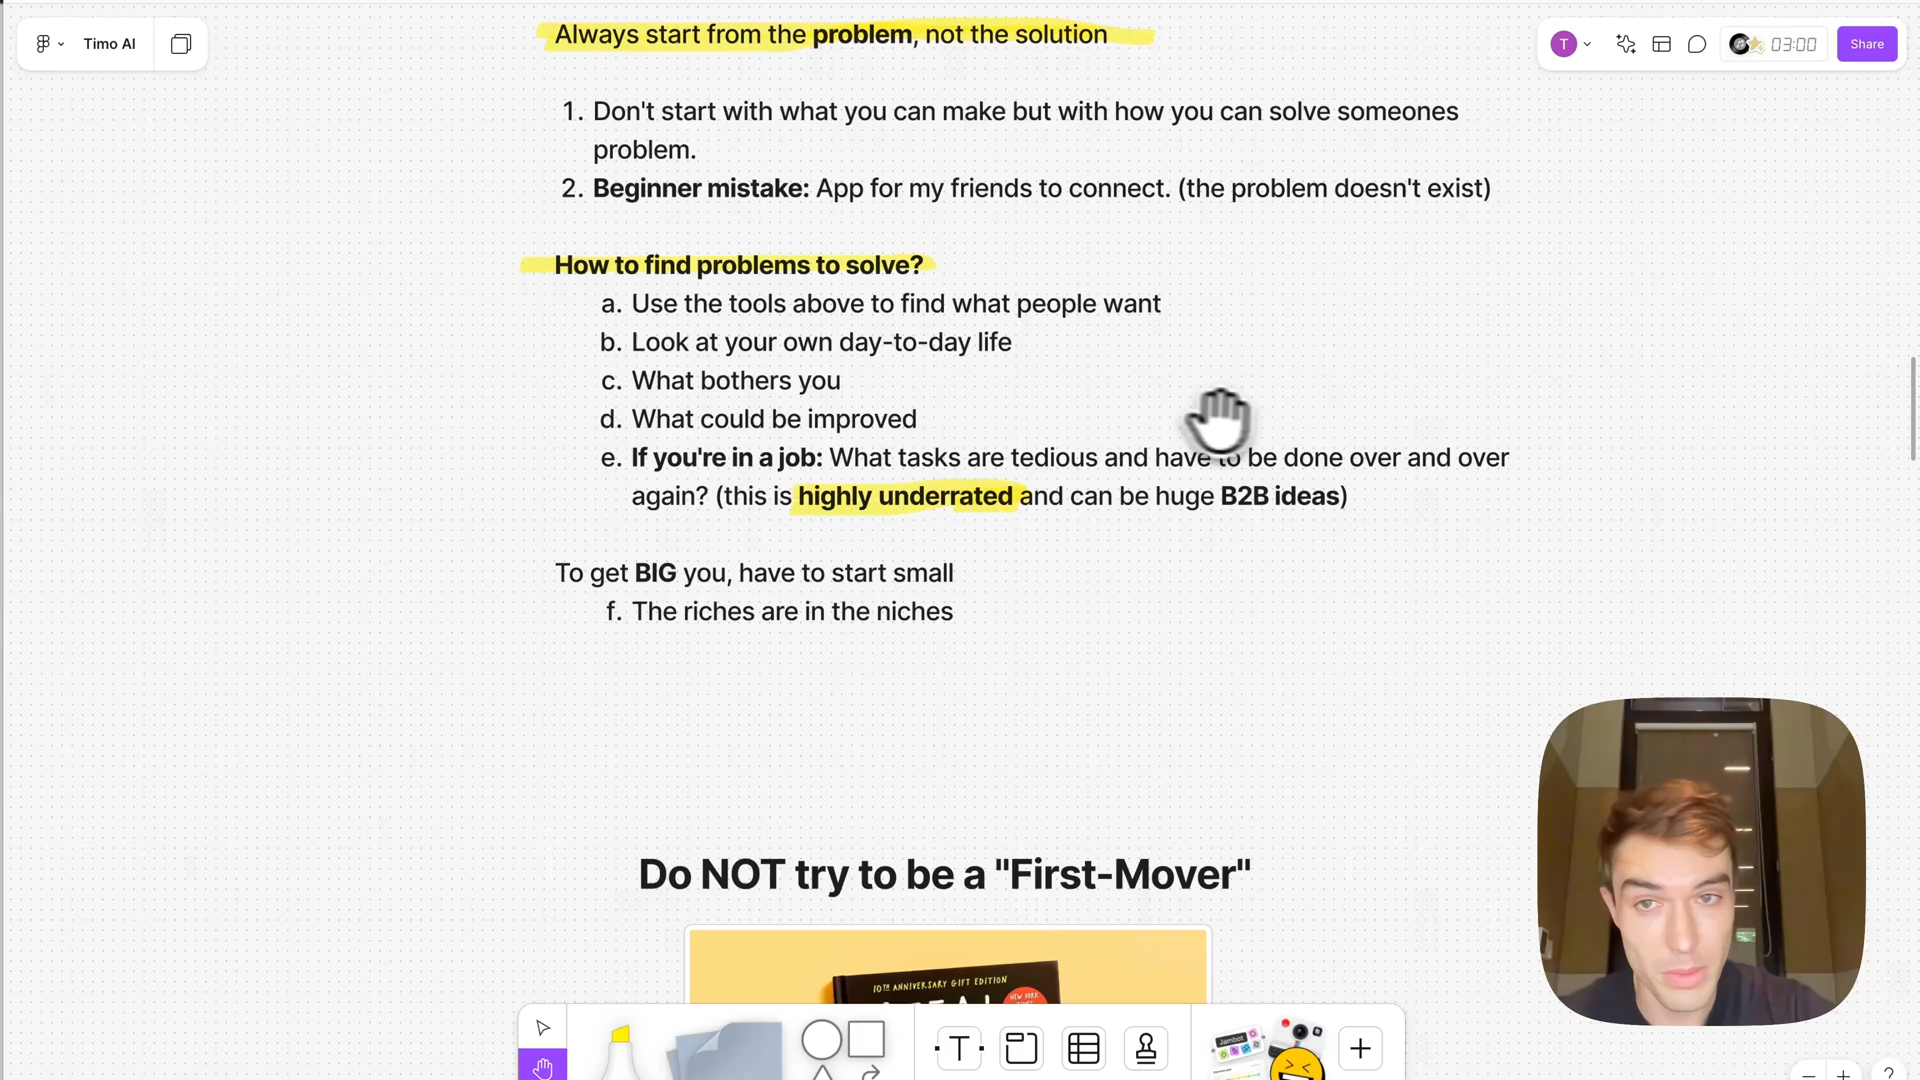 Always start from the problem, not the solution
Timo AI
T
03:00
Share
1. Don't start with what you can make but with how you can solve someones
problem.
2. Beginner mistake: App for my friends to connect. (the problem doesn't exist)
How to find problems to solve?
a. Use the tools above to find what people want
b. Look at your own day-to-day life
c. What bothers you
d. What could be improved
e. If you're in a job: What tasks are tedious and have to be done over and over
again? (this is highly underrated and can be huge B2B ideas)
To get BIG you, have to start small
f. The riches are in the niches
Do NOT try to be a "First-Mover"
10TH ANNIVERSARY GIFT EDITION
NEW YORK
T
Jambot
?